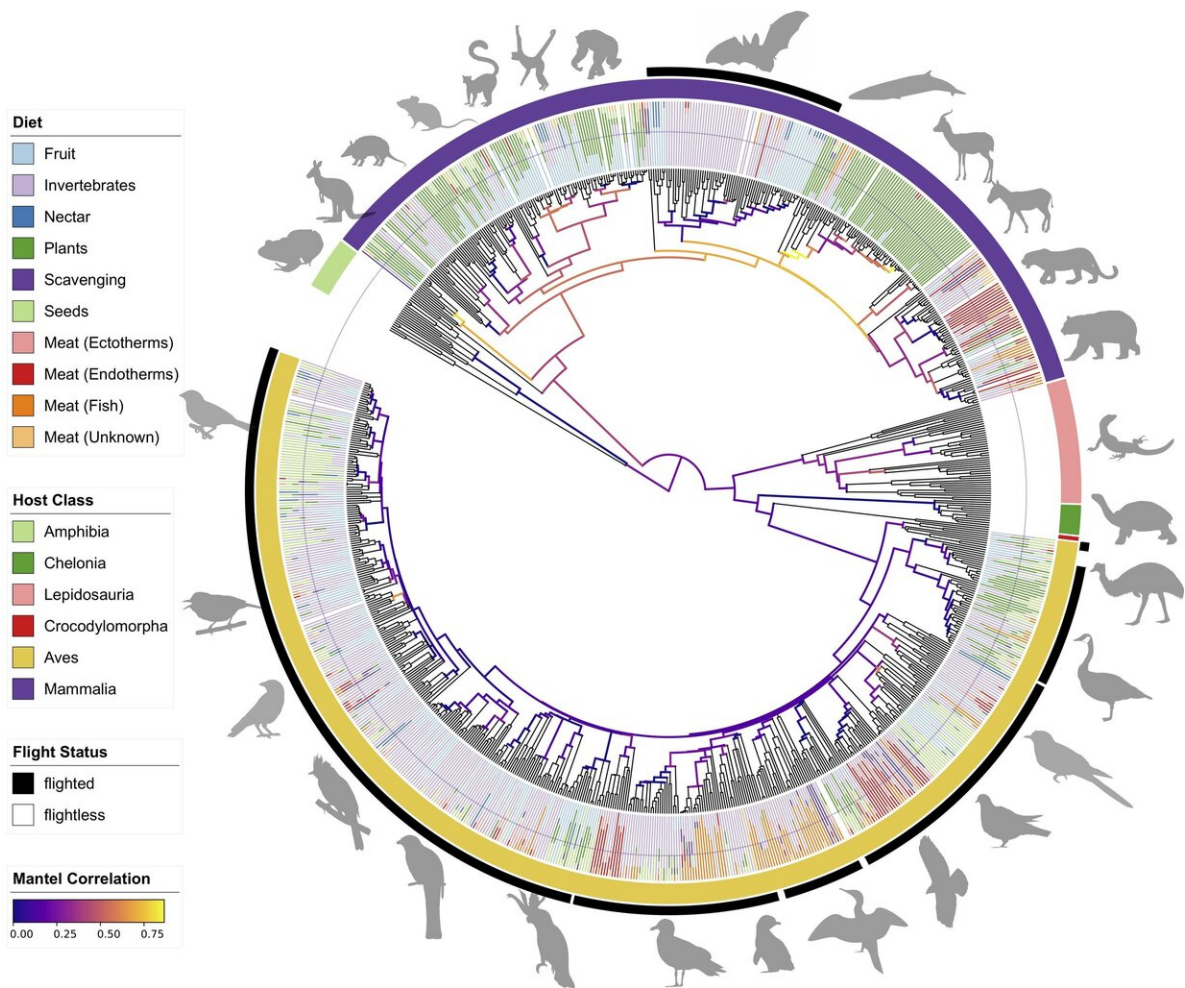 Diet
Fruit
Invertebrates
Nectar
Plants
Scavenging
Seeds
Meat (Ectotherms)
Meat (Endotherms)
Meat (Fish)
Meat (Unknown)
Host Class
Amphibia
Chelonia
Lepidosauria
Crocodylomorpha
Aves
Mammalia
Flight Status
flighted
flightless
Mantel Correlation
0.00 0.25 0.50 0.75